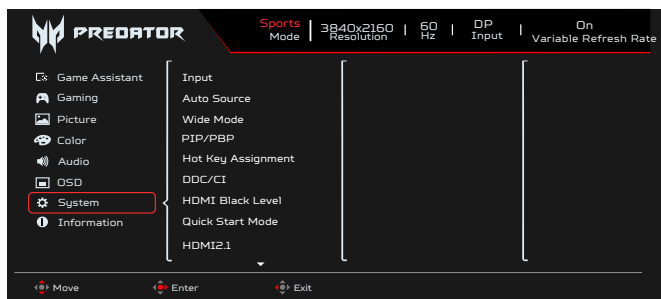 PREDATOR
Sports Mode | 3840x2160 Resolution | 60 Hz | DP Input | On Variable Refresh Rate
Game Assistant
Gaming
Picture
Color
Audio
OSD
System
Information
Input
Auto Source
Wide Mode
PIP/PBP
Hot Key Assignment
DDC/CI
HDMI Black Level
Quick Start Mode
HDMI2.1
Move
Enter
Exit